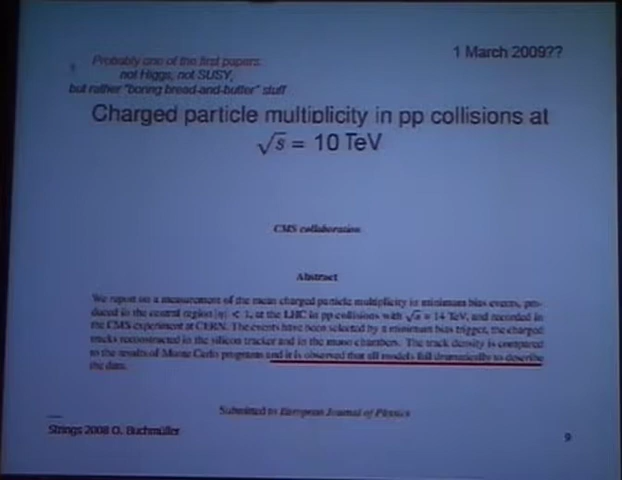 Probably one of the first papers:
not Higgs, not SUSY,
but rather "boring bread-and-butter" stuff
1 March 2009??
Charged particle multiplicity in pp collisions at
√s = 10 TeV
CMS collaboration
Abstract
We report on a measurement of the mean charged particle multiplicity in minimum bias events, pro-
duced in the central region |η| < 1, at the LHC in pp collisions with √s = 14 TeV, and recorded in
the CMS experiment at CERN. The events have been selected by a minimum bias trigger, the charged
tracks reconstructed in the silicon tracker and in the muon chambers. The track density is compared
to the results of Monte Carlo programs and it is observed that all models fail dramatically to describe
the data.
Submitted to European Journal of Physics
Strings 2008 O. Buchmüller
9